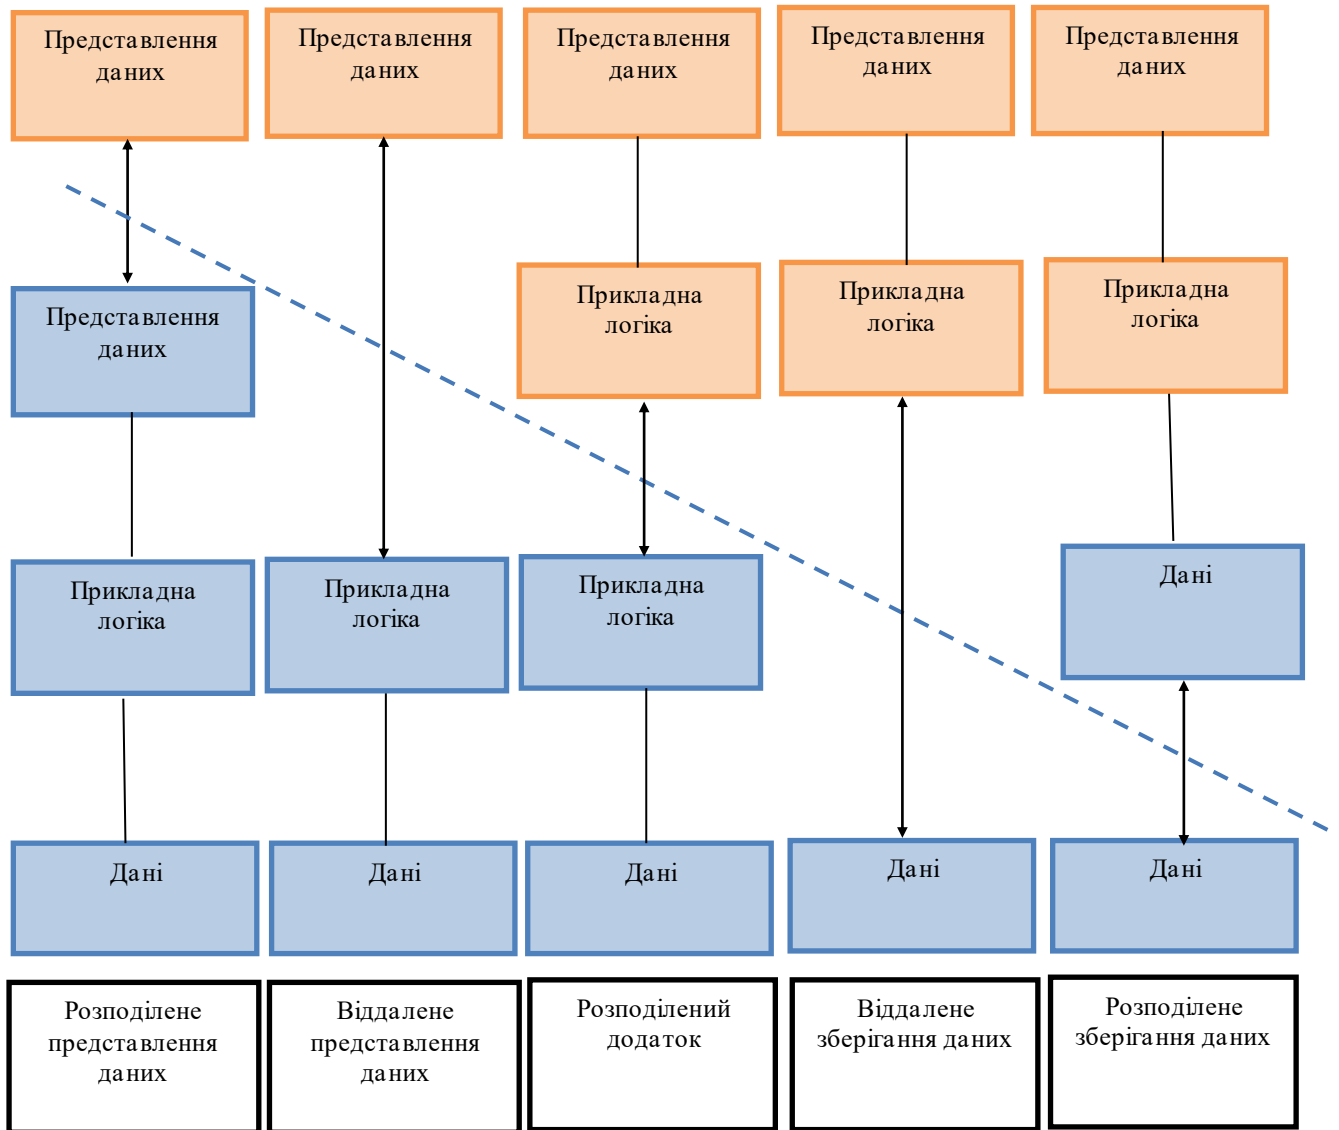 Представлення
даних
Представлення
даних
Представлення
даних
Представлення
даних
Представлення
даних
Представлення
даних
Прикладна
логіка
Прикладна
логіка
Прикладна
логіка
Прикладна
логіка
Прикладна
логіка
Прикладна
логіка
Дані
Дані
Дані
Дані
Дані
Дані
Розподілене
представлення
даних
Віддалене
представлення
даних
Розподілений
додаток
Віддалене
зберігання даних
Розподілене
зберігання даних